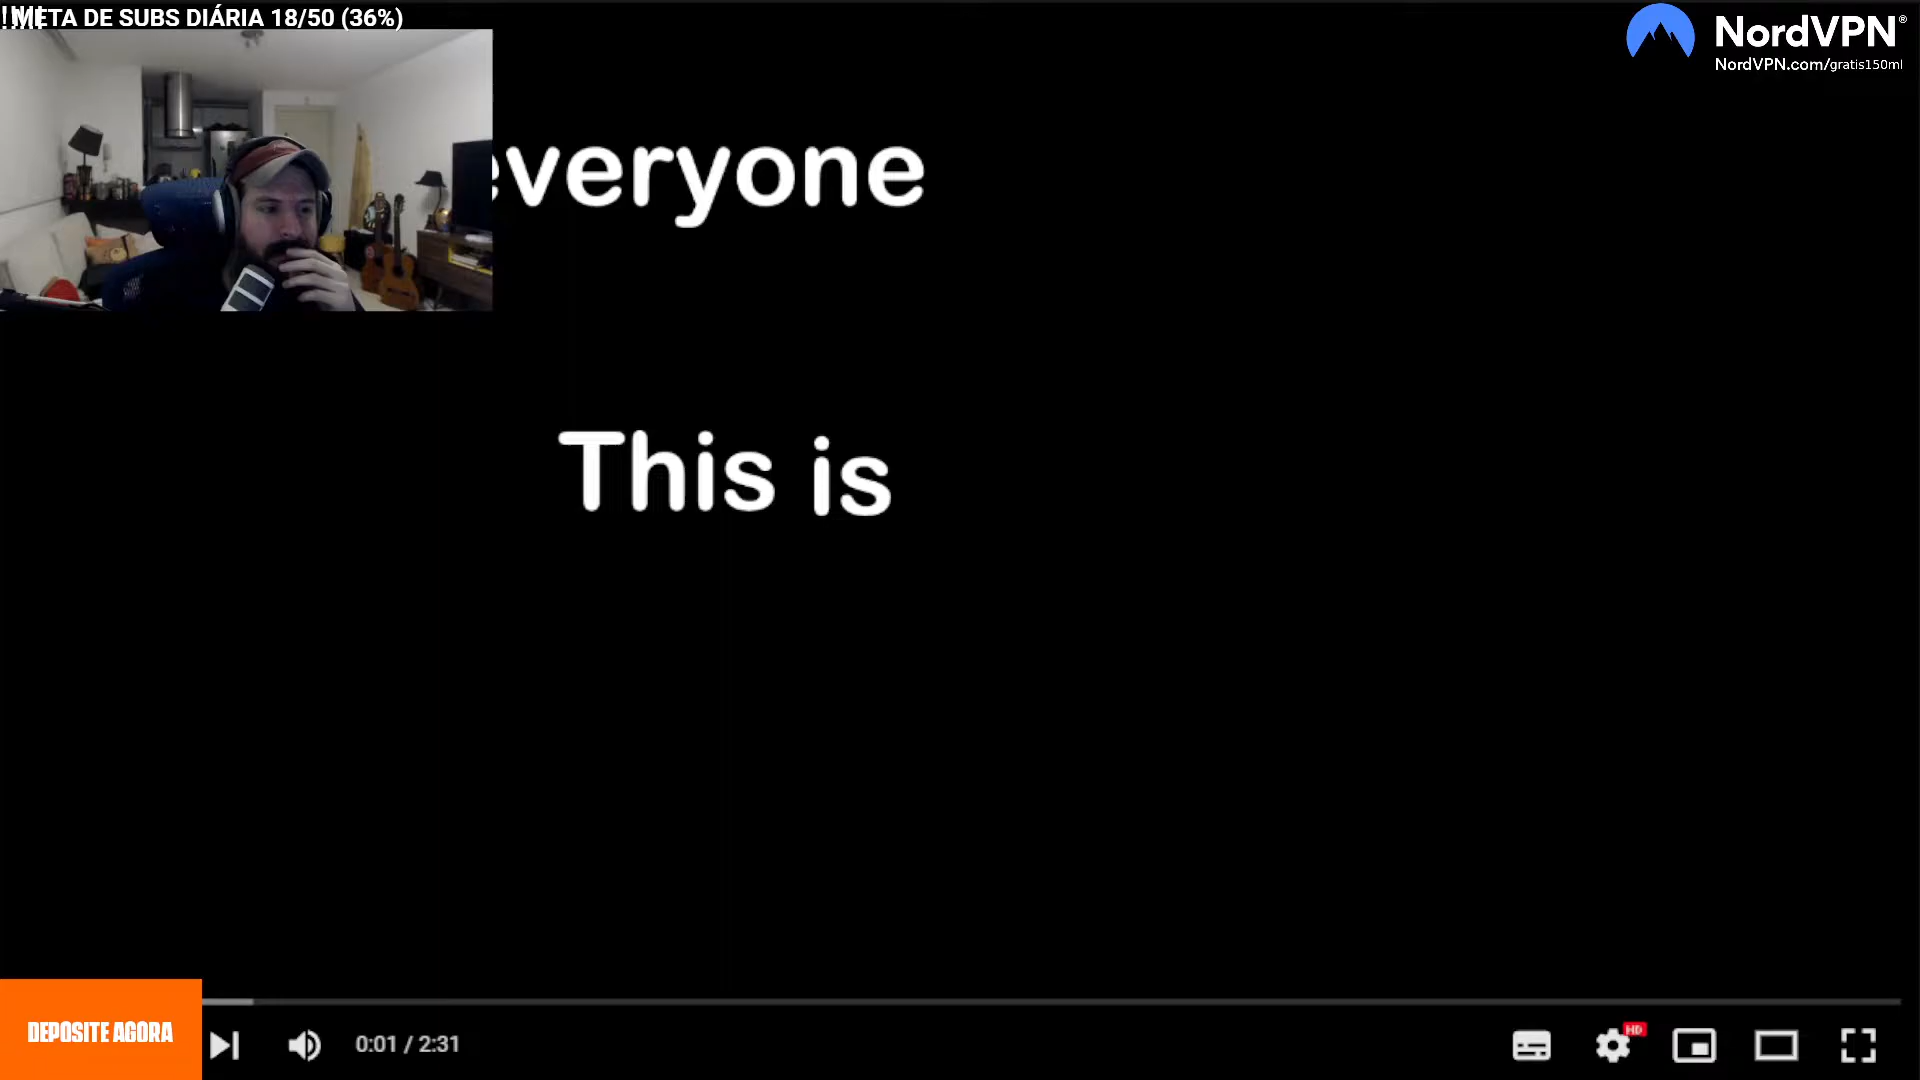 META DE SUBS DIÁRIA 18/50 (36%)
NordVPN®
NordVPN.com/gratis150ml
everyone
This is
DEPOSITE AGORA
0:01 / 2:31
HD